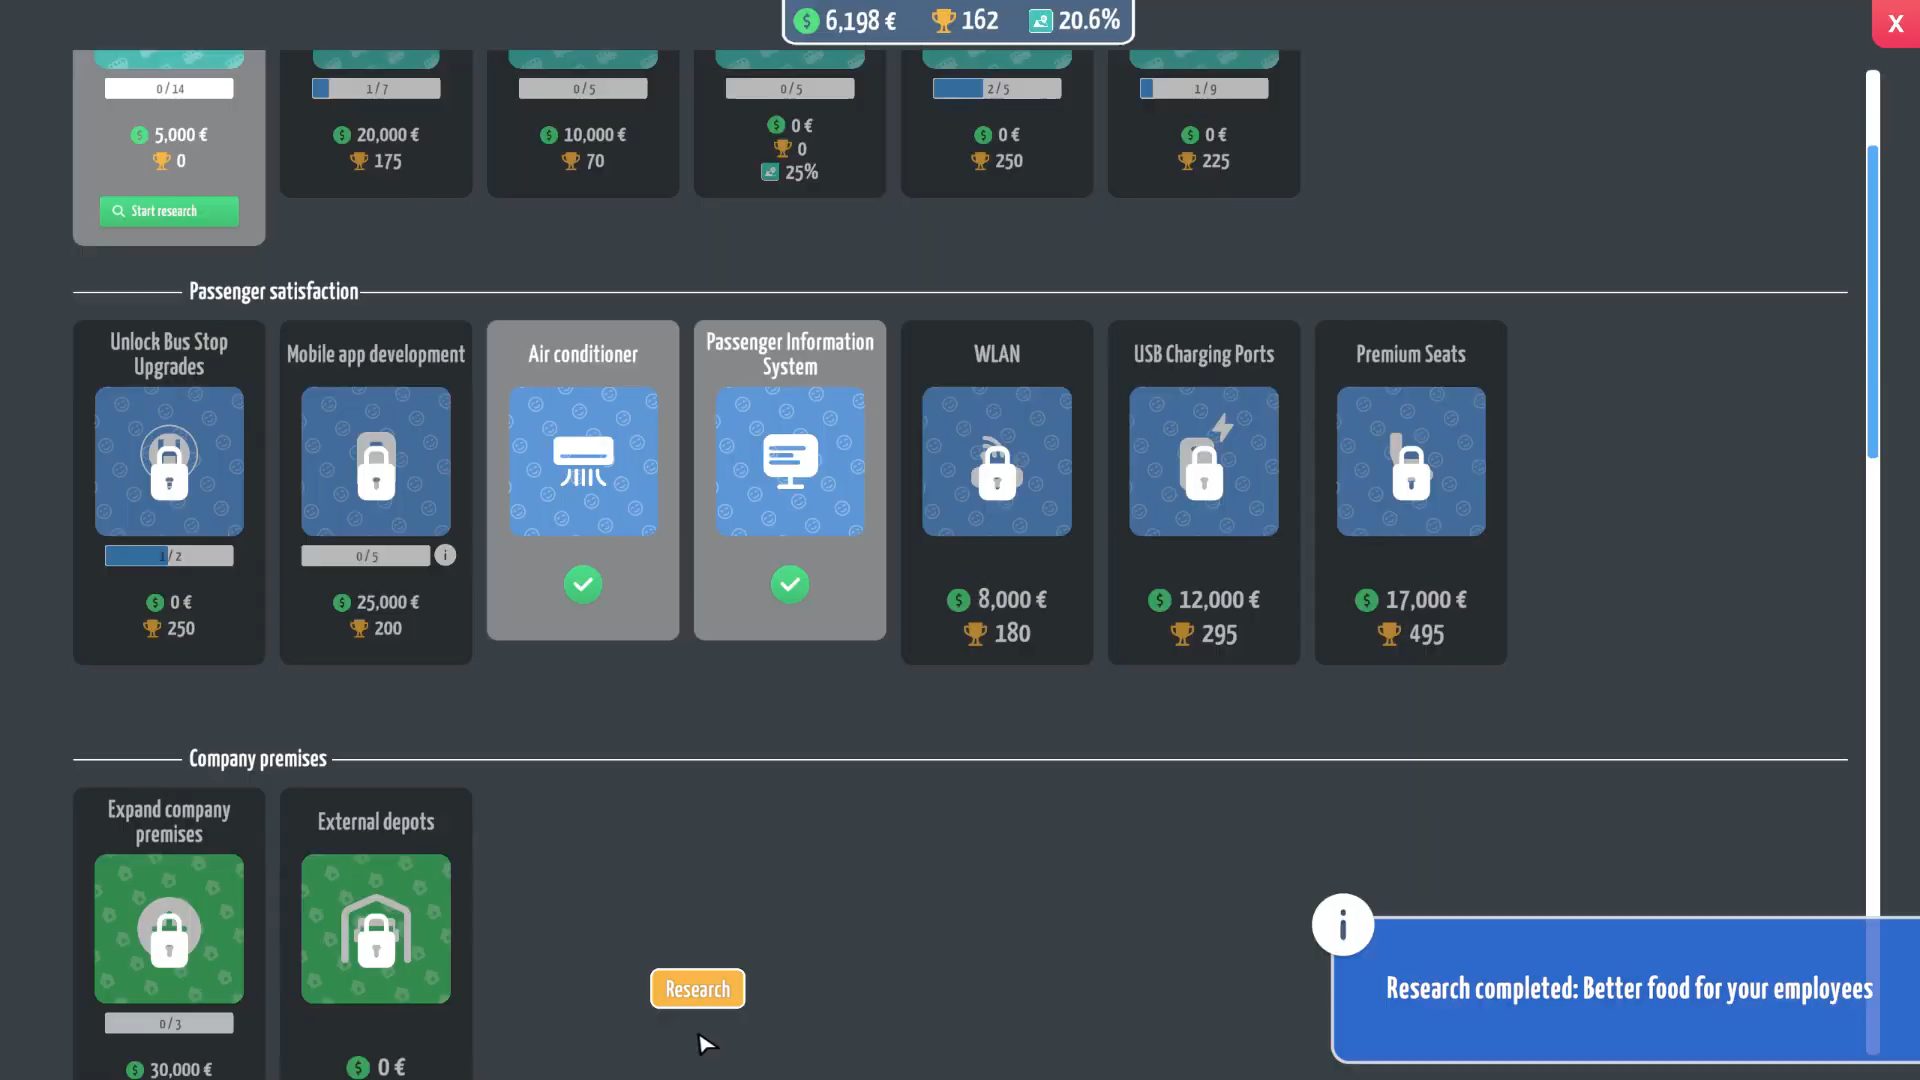 6,198 €
162
20.6%
X
0/14
1/7
0/5
0/5
2/5
1/9
5,000 €
0
20,000 €
175
10,000 €
70
0 €
0
25%
0 €
250
0 €
225
Start research
Passenger satisfaction
Unlock Bus Stop
Upgrades
Mobile app development
Air conditioner
Passenger Information
System
WLAN
USB Charging Ports
Premium Seats
1/2
0/5
i
0 €
250
25,000 €
200
8,000 €
180
12,000 €
295
17,000 €
495
Company premises
Expand company
premises
External depots
0/3
30,000 €
0 €
Research
i
Research completed: Better food for your employees